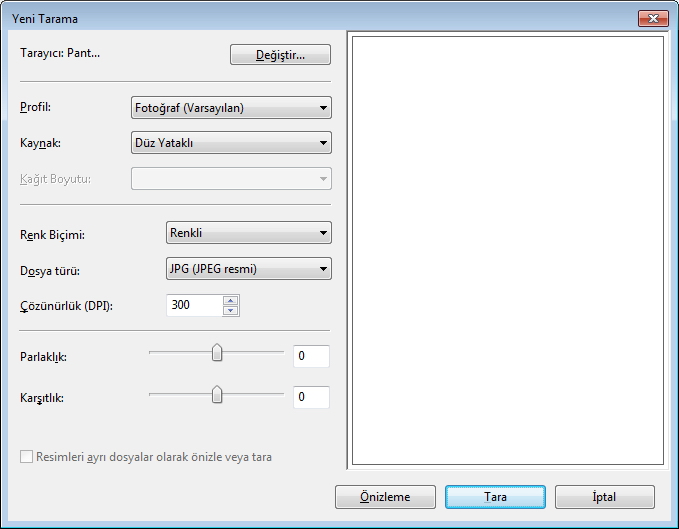 Yeni Tarama
Tarayıcı: Pant...
Değiştir...
Profil:
Fotoğraf (Varsayılan)
Kaynak:
Düz Yataklı
Kağıt Boyutu:
Renk Biçimi:
Renkli
Dosya türü:
JPG (JPEG resmi)
Çözünürlük (DPI):
300
Parlaklık:
0
Karşıtlık:
0
Resimleri ayrı dosyalar olarak önizle veya tara
Önizleme
Tara
İptal